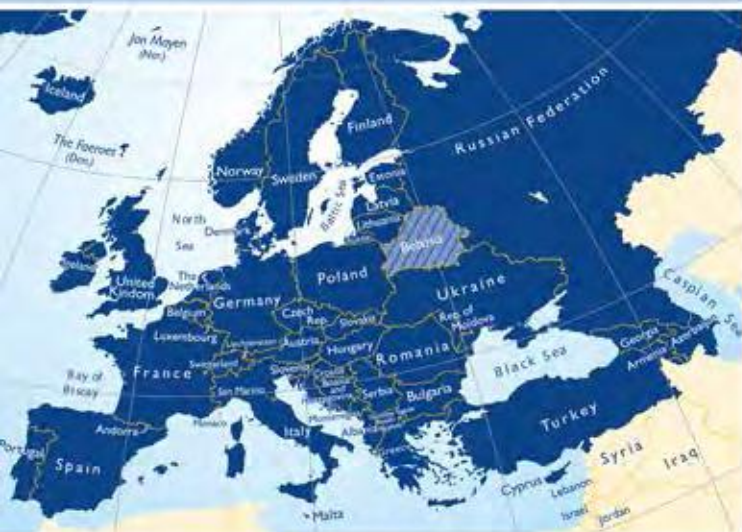 Jan Mayen
(Nor.)
Iceland
The Faeroes
(Den.)
Finland
Russian Federation
Norway
Sweden
Estonia
Baltic Sea
Latvia
Lithuania
North
Sea
Denmark
Belarus
Ireland
United
Kingdom
The
Netherlands
Poland
Germany
Ukraine
Belgium
Czech
Rep.
Slovakia
Rep of
Moldova
Luxembourg
Liechtenstein
Austria
Hungary
Caspian Sea
Switzerland
Slovenia
Romania
Georgia
Azerbaijan
Armenia
Bay of
Biscay
France
Croatia
Black Sea
San Marino
Serbia
Bulgaria
Monaco
Andorra
Italy
Turkey
Portugal
Spain
Greece
Syria
Iraq
Cyprus
Lebanon
Malta
Israel
Jordan